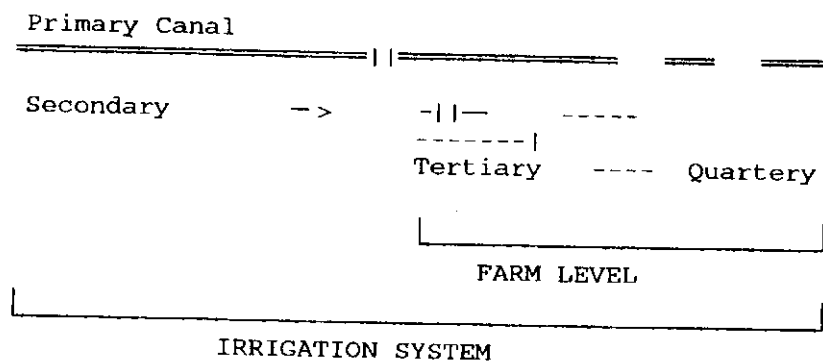 Primary Canal
Secondary
Tertiary Quartery
FARM LEVEL
IRRIGATION SYSTEM